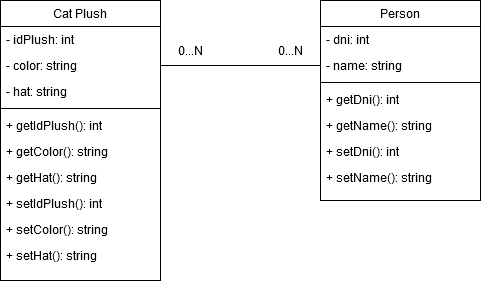 Cat Plush
- idPlush: int
- color: string
- hat: string
+ getIdPlush(): int
+ getColor(): string
+ getHat(): string
+ setIdPlush(): int
+ setColor(): string
+ setHat(): string
0...N
0...N
Person
- dni: int
- name: string
+ getDni(): int
+ getName(): string
+ setDni(): int
+ setName(): string